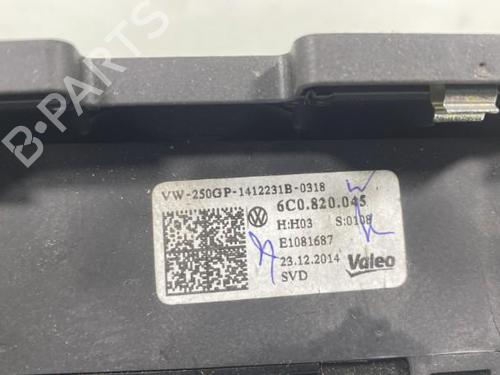 VW-250GP-1412231B-0318
6C0.820.045
H:H03 S:0108
E1081687
23.12.2014
SVD
Valeo
B-PARTS